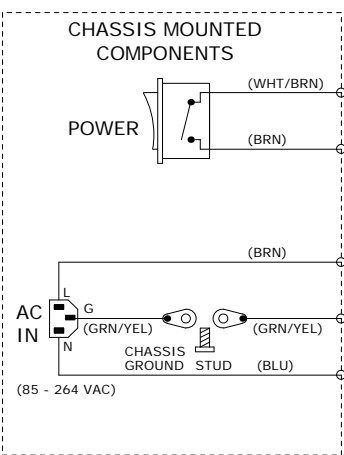 CHASSIS MOUNTED
COMPONENTS
(WHT/BRN)
POWER
(BRN)
(BRN)
L
AC
IN
G
(GRN/YEL)
(GRN/YEL)
N
CHASSIS
GROUND STUD
(BLU)
(85 - 264 VAC)